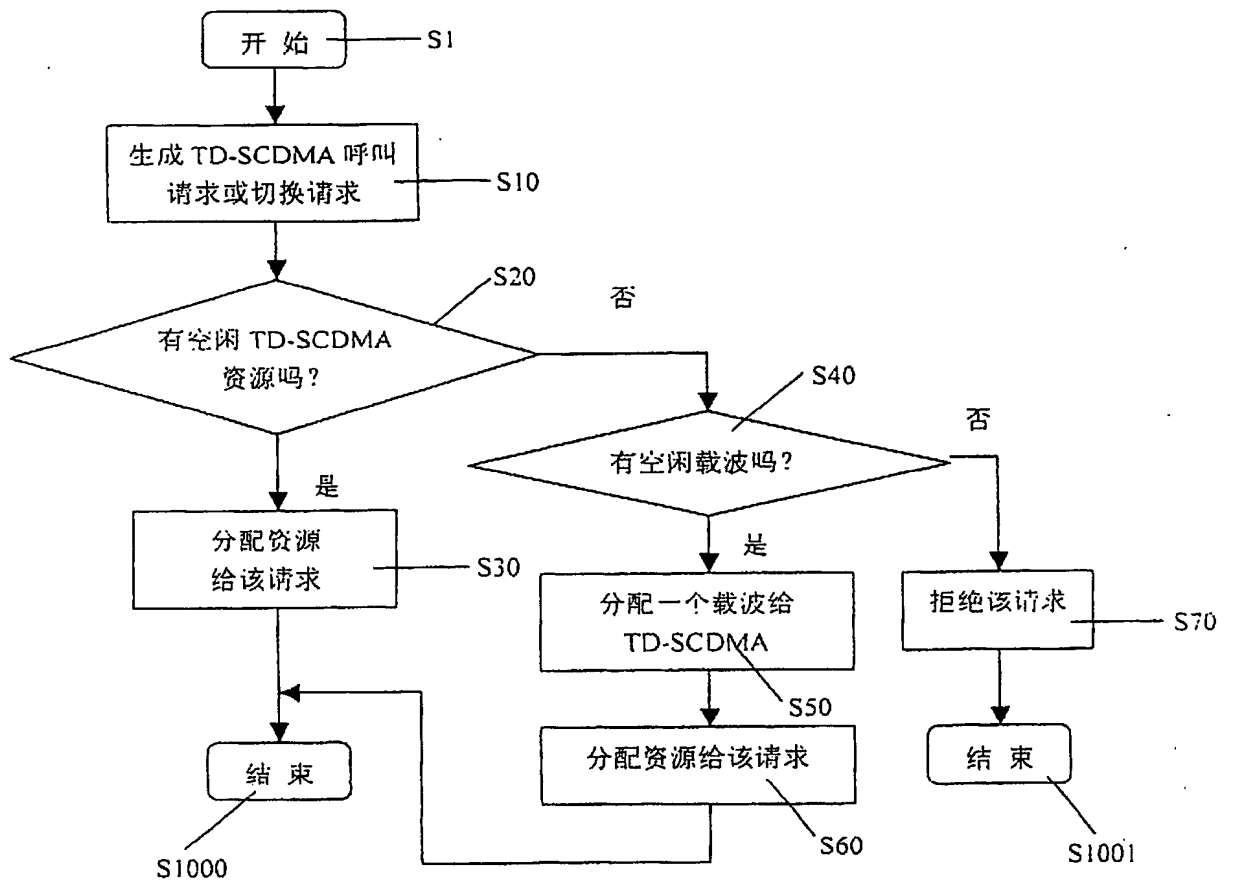 开 始
S1
生成 TD-SCDMA 呼叫
请求或切换请求
S10
S20
否
有空闲 TD-SCDMA
资源吗?
S40
否
有空闲载波吗?
是
分配资源
给该请求
S30
是
分配一个载波给
TD-SCDMA
S50
拒绝该请求
S70
分配资源给该请求
S60
结 束
S1000
结 束
S1001